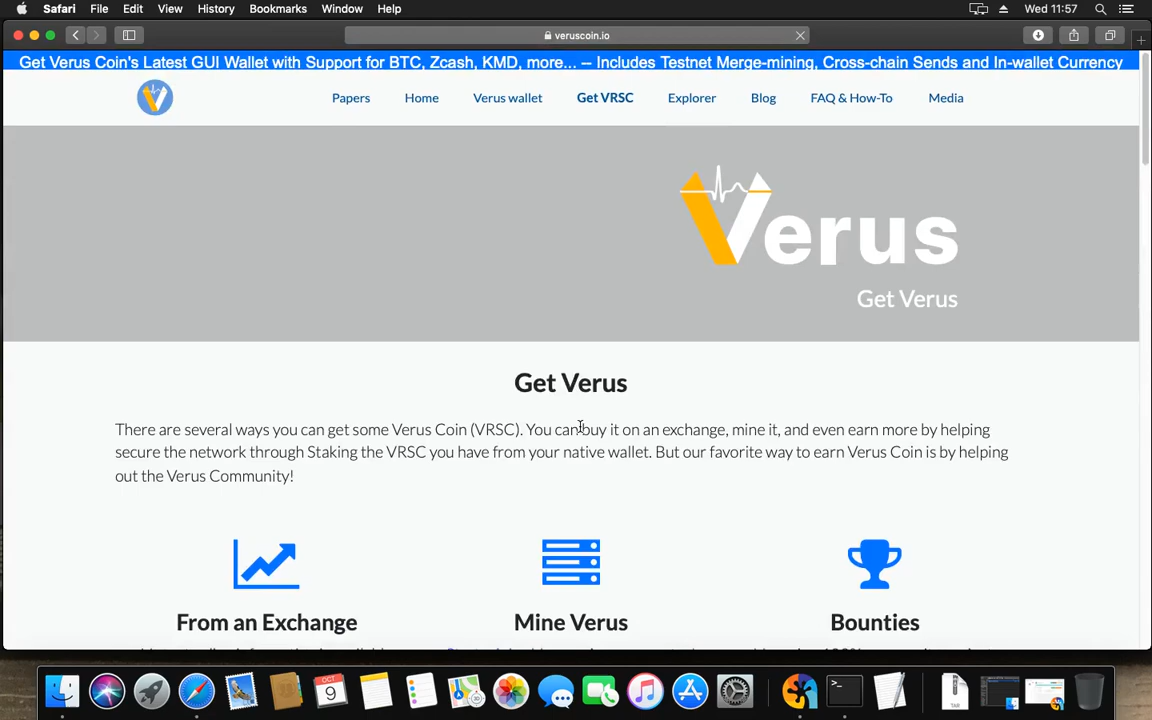 Safari File Edit View History Bookmarks Window Help Wed 11:57
veruscoin.io
Get Verus Coin's Latest GUI Wallet with Support for BTC, Zcash, KMD, more... -- Includes Testnet Merge-mining, Cross-chain Sends and In-wallet Currency
Papers Home Verus wallet Get VRSC Explorer Blog FAQ & How-To Media
Verus
Get Verus
Get Verus
There are several ways you can get some Verus Coin (VRSC). You can buy it on an exchange, mine it, and even earn more by helping
secure the network through Staking the VRSC you have from your native wallet. But our favorite way to earn Verus Coin is by helping
out the Verus Community!
From an Exchange Mine Verus Bounties
OCT
9